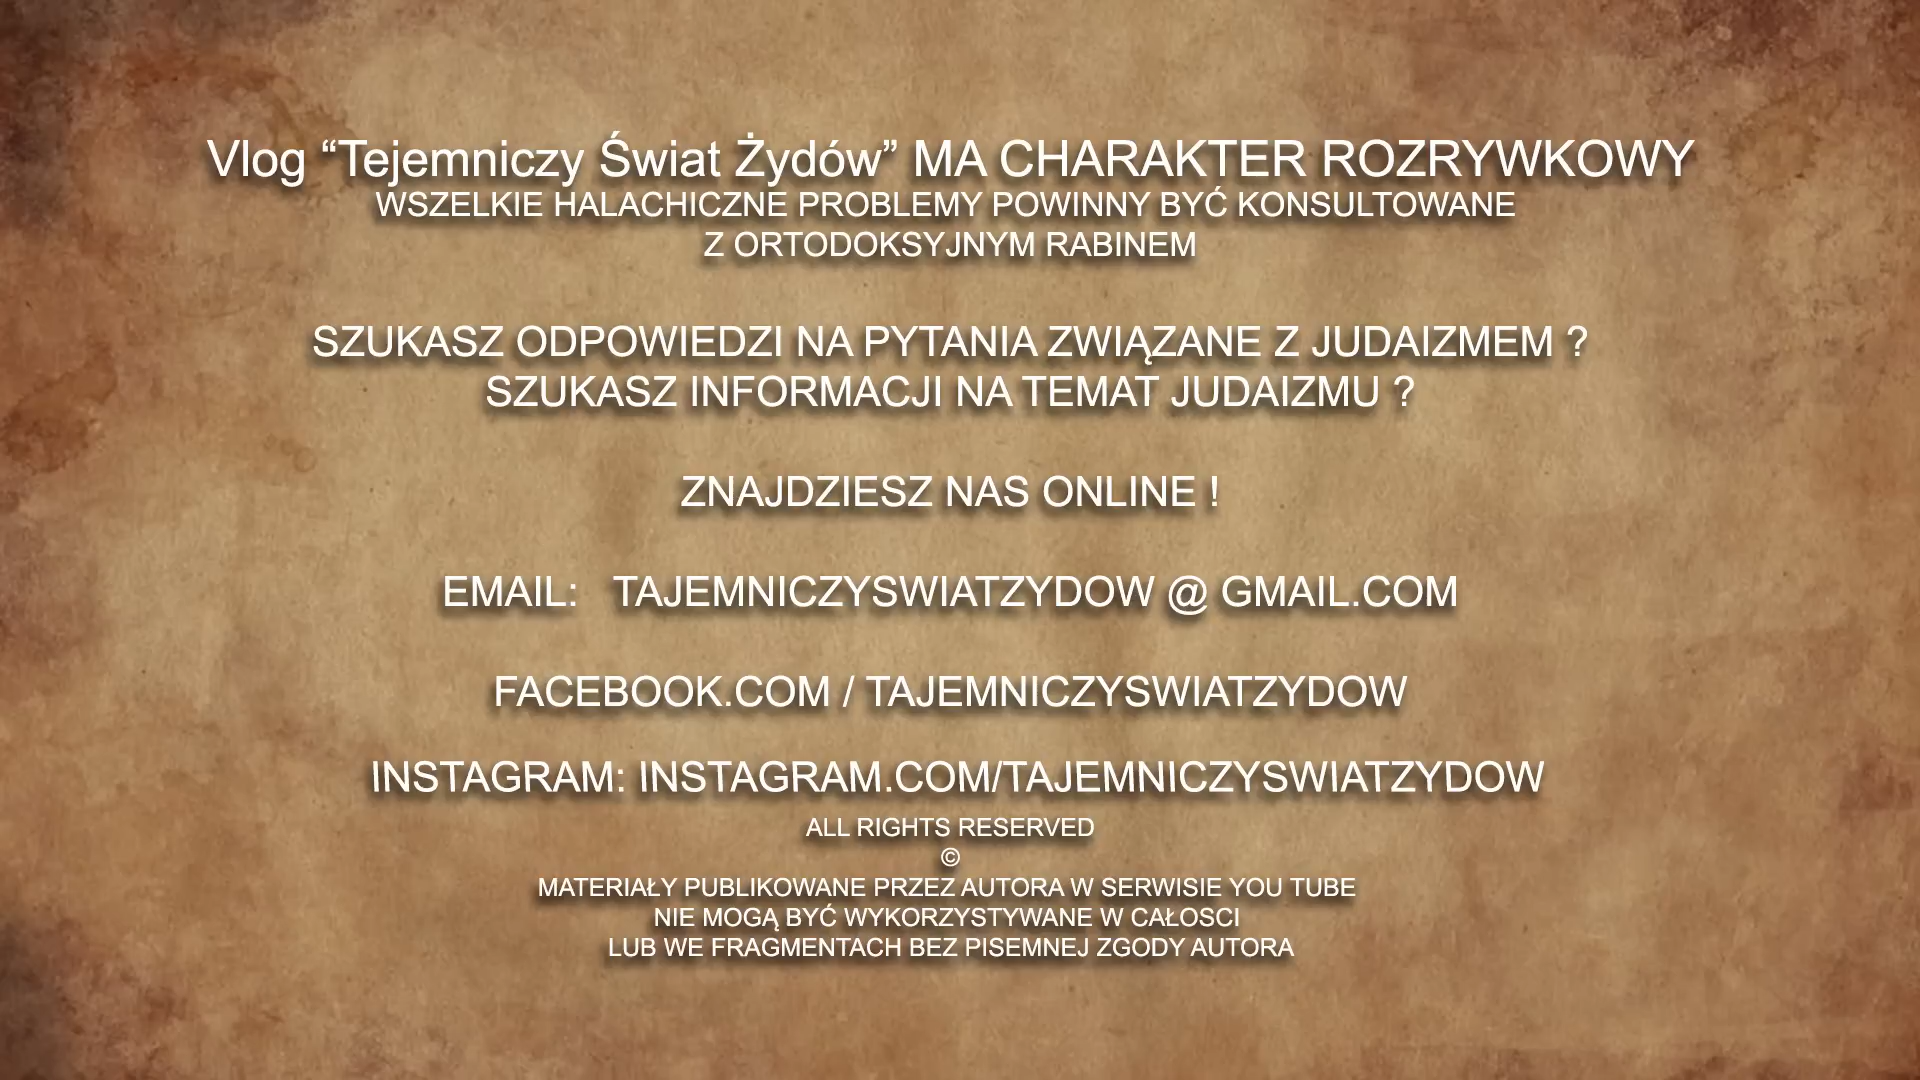 Vlog “Tejemniczy Świat Żydów” MA CHARAKTER ROZRYWKOWY
WSZELKIE HALACHICZNE PROBLEMY POWINNY BYĆ KONSULTOWANE
Z ORTODOKSYJNYM RABINEM
SZUKASZ ODPOWIEDZI NA PYTANIA ZWIĄZANE Z JUDAIZMEM ?
SZUKASZ INFORMACJI NA TEMAT JUDAIZMU ?
ZNAJDZIESZ NAS ONLINE !
EMAIL: TAJEMNICZYSWIATZYDOW @ GMAIL.COM
FACEBOOK.COM / TAJEMNICZYSWIATZYDOW
INSTAGRAM: INSTAGRAM.COM/TAJEMNICZYSWIATZYDOW
ALL RIGHTS RESERVED
©
MATERIAŁY PUBLIKOWANE PRZEZ AUTORA W SERWISIE YOU TUBE
NIE MOGĄ BYĆ WYKORZYSTYWANE W CAŁOSCI
LUB WE FRAGMENTACH BEZ PISEMNEJ ZGODY AUTORA